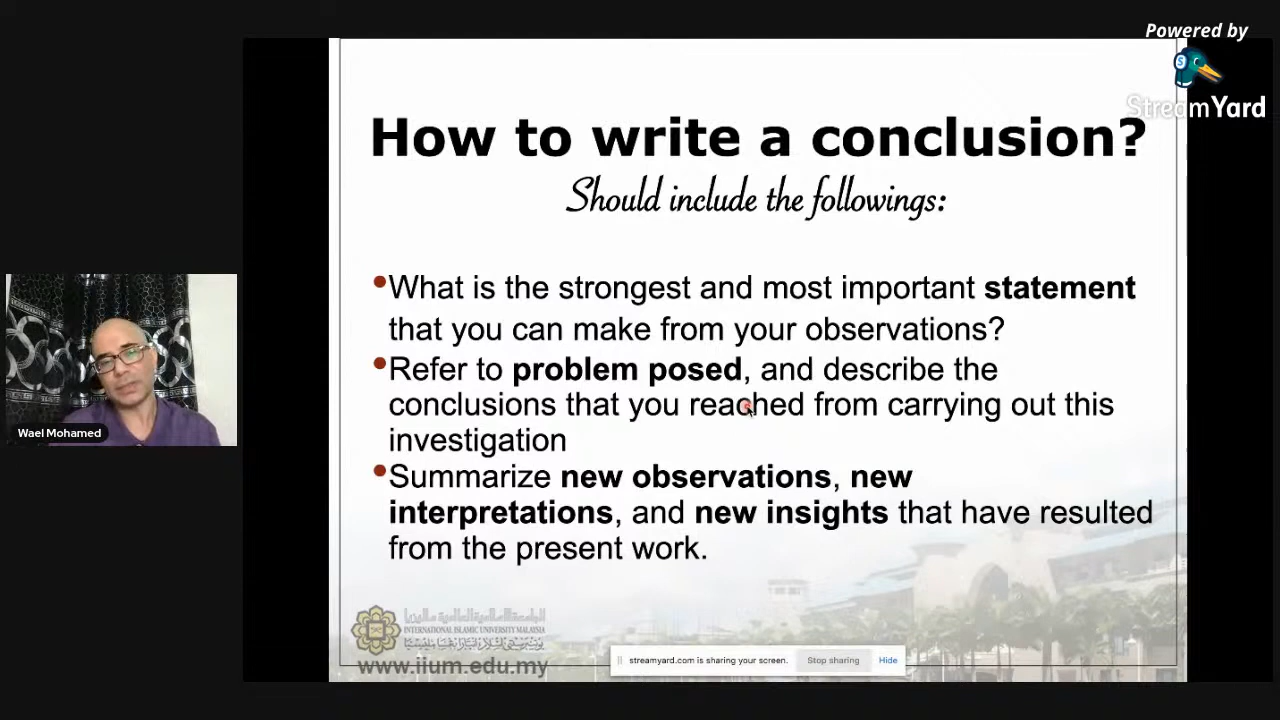 Powered by
StreamYard
How to write a conclusion?
Should include the followings:
•What is the strongest and most important statement
that you can make from your observations?
•Refer to problem posed, and describe the
conclusions that you reached from carrying out this
investigation
•Summarize new observations, new
interpretations, and new insights that have resulted
from the present work.
Wael Mohamed
INTERNATIONAL ISLAMIC UNIVERSITY MALAYSIA
www.iium.edu.my
streamyard.com is sharing your screen.
Stop sharing
Hide